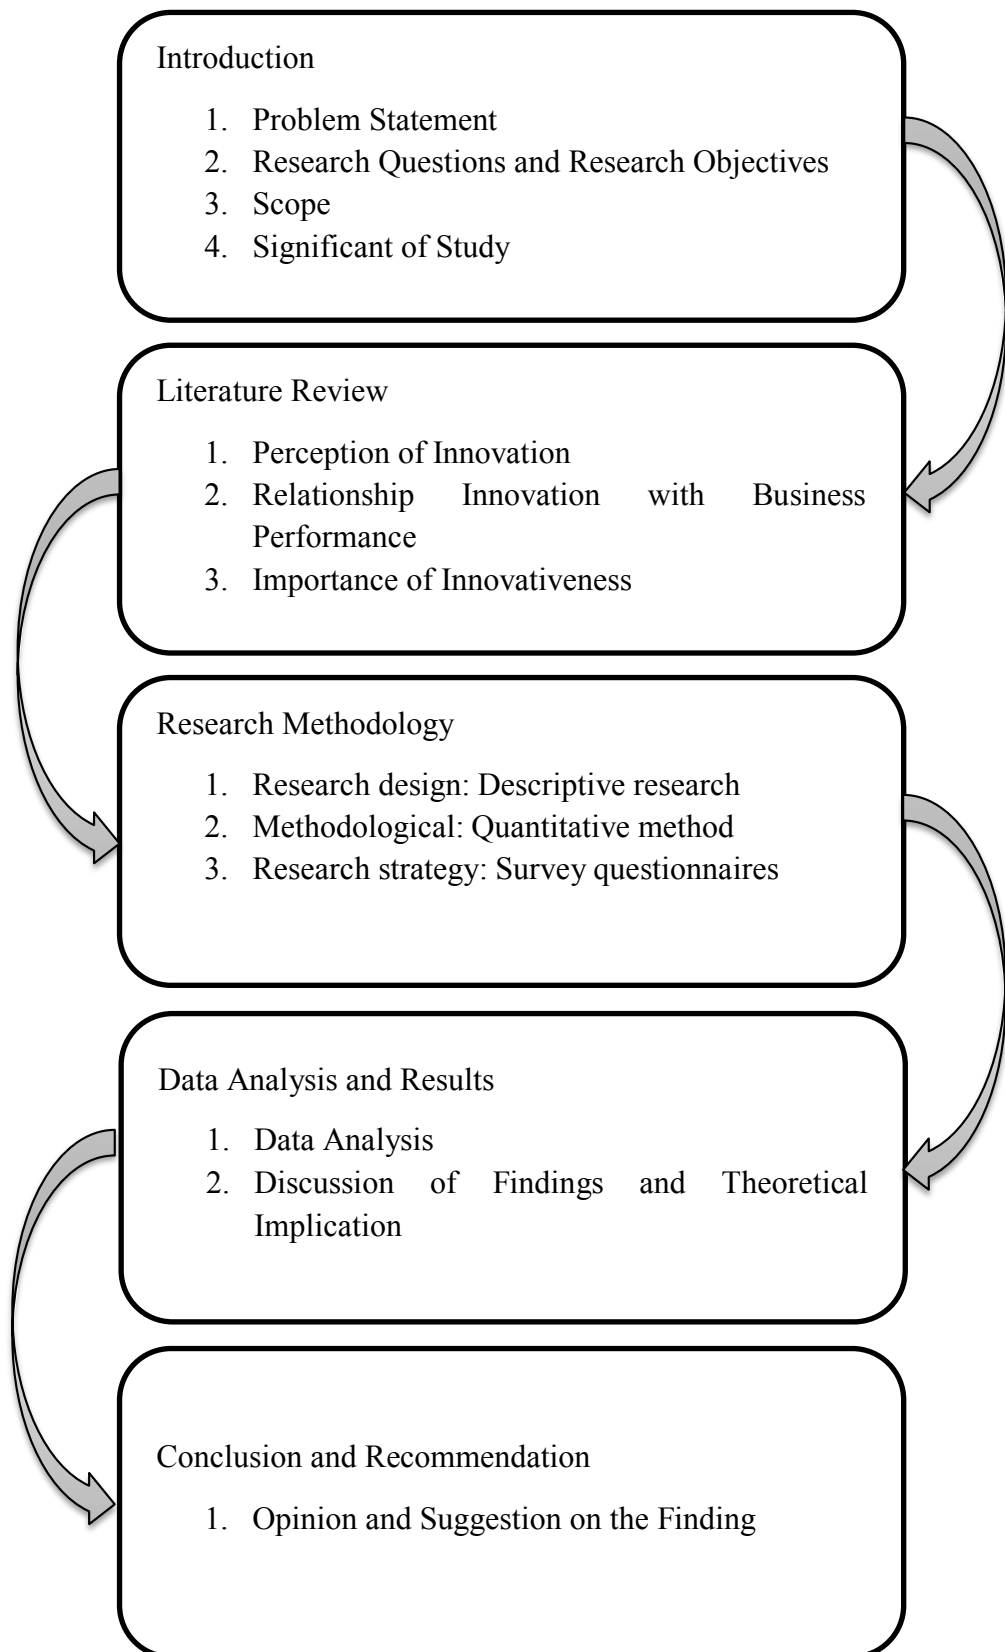 Introduction
1. Problem Statement
2. Research Questions and Research Objectives
3. Scope
4. Significant of Study
Literature Review
1. Perception of Innovation
2. Relationship Innovation with Business
Performance
3. Importance of Innovativeness
Research Methodology
1. Research design: Descriptive research
2. Methodological: Quantitative method
3. Research strategy: Survey questionnaires
Data Analysis and Results
1. Data Analysis
2. Discussion of Findings and Theoretical
Implication
Conclusion and Recommendation
1. Opinion and Suggestion on the Finding